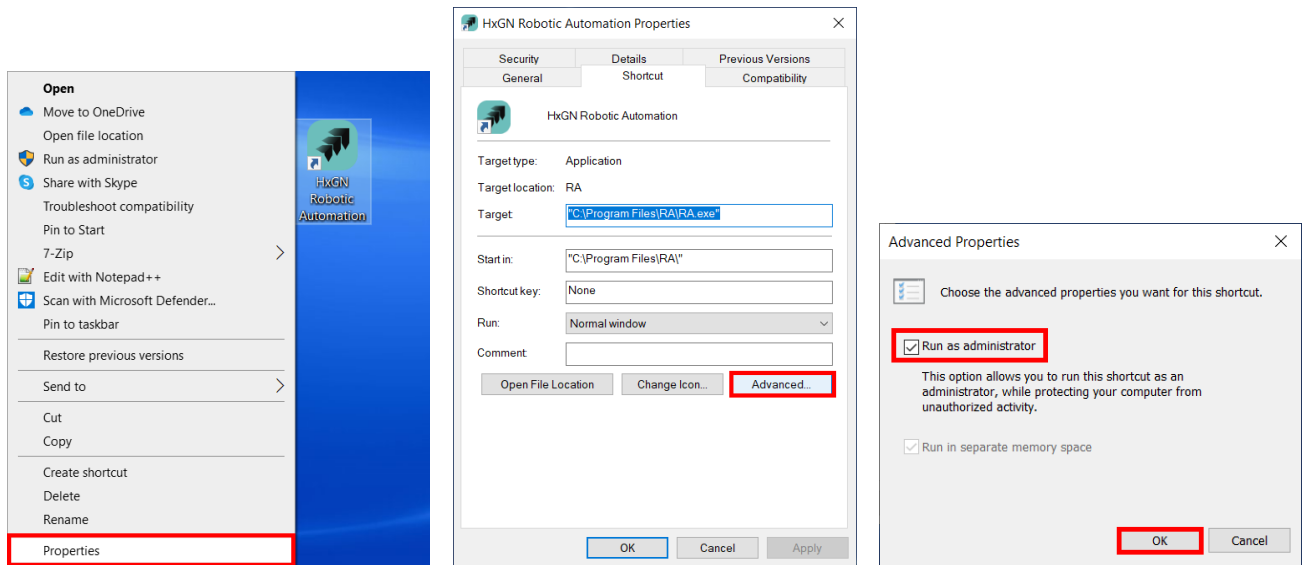 Open
Move to OneDrive
Open file location
Run as administrator
Share with Skype
Troubleshoot compatibility
Pin to Start
7-Zip
Edit with Notepad++
Scan with Microsoft Defender...
Pin to taskbar
Restore previous versions
Send to
Cut
Copy
Create shortcut
Delete
Rename
Properties
HxGN
Robotic
Automation
HxGN Robotic Automation Properties
Security Details Previous Versions
General Shortcut Compatibility
HxGN Robotic Automation
Target type: Application
Target location: RA
Target: "C:\Program Files\RA\RA.exe"
Start in: "C:\Program Files\RA\"
Shortcut key: None
Run: Normal window
Comment:
Open File Location Change Icon... Advanced...
OK Cancel Apply
Advanced Properties
Choose the advanced properties you want for this shortcut.
Run as administrator
This option allows you to run this shortcut as an
administrator, while protecting your computer from
unauthorized activity.
Run in separate memory space
OK Cancel